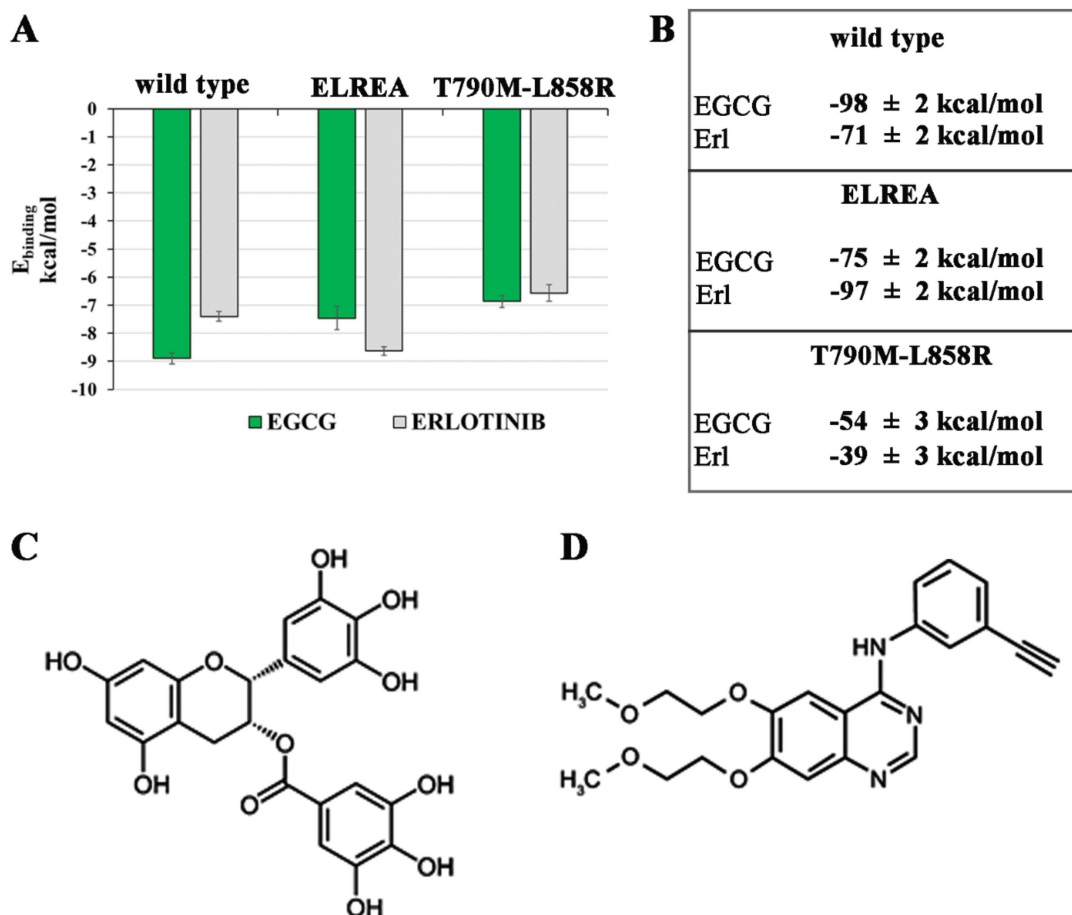 A
wild type ELREA T790M-L858R
0
-1
-2
-3
-4
-5
-6
-7
-8
-9
-10
E binding
kcal/mol
EGCG ERLOTINIB
B
wild type
EGCG -98 ± 2 kcal/mol
Erl -71 ± 2 kcal/mol
ELREA
EGCG -75 ± 2 kcal/mol
Erl -97 ± 2 kcal/mol
T790M-L858R
EGCG -54 ± 3 kcal/mol
Erl -39 ± 3 kcal/mol
C
OH
OH
HO O
OH
O
OH
O
OH
OH
OH
D
HN
H₃C O
O N
O
H₃C O N